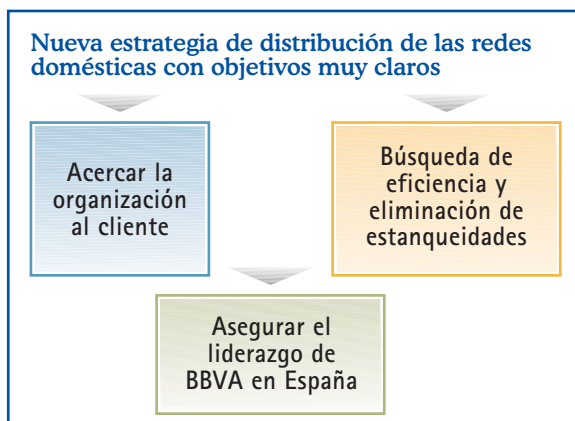 Nueva estrategia de distribución de las redes
domésticas con objetivos muy claros
Acercar la
organización
al cliente
Búsqueda de
eficiencia y
eliminación de
estanqueidades
Asegurar el
liderazgo de
BBVA en España